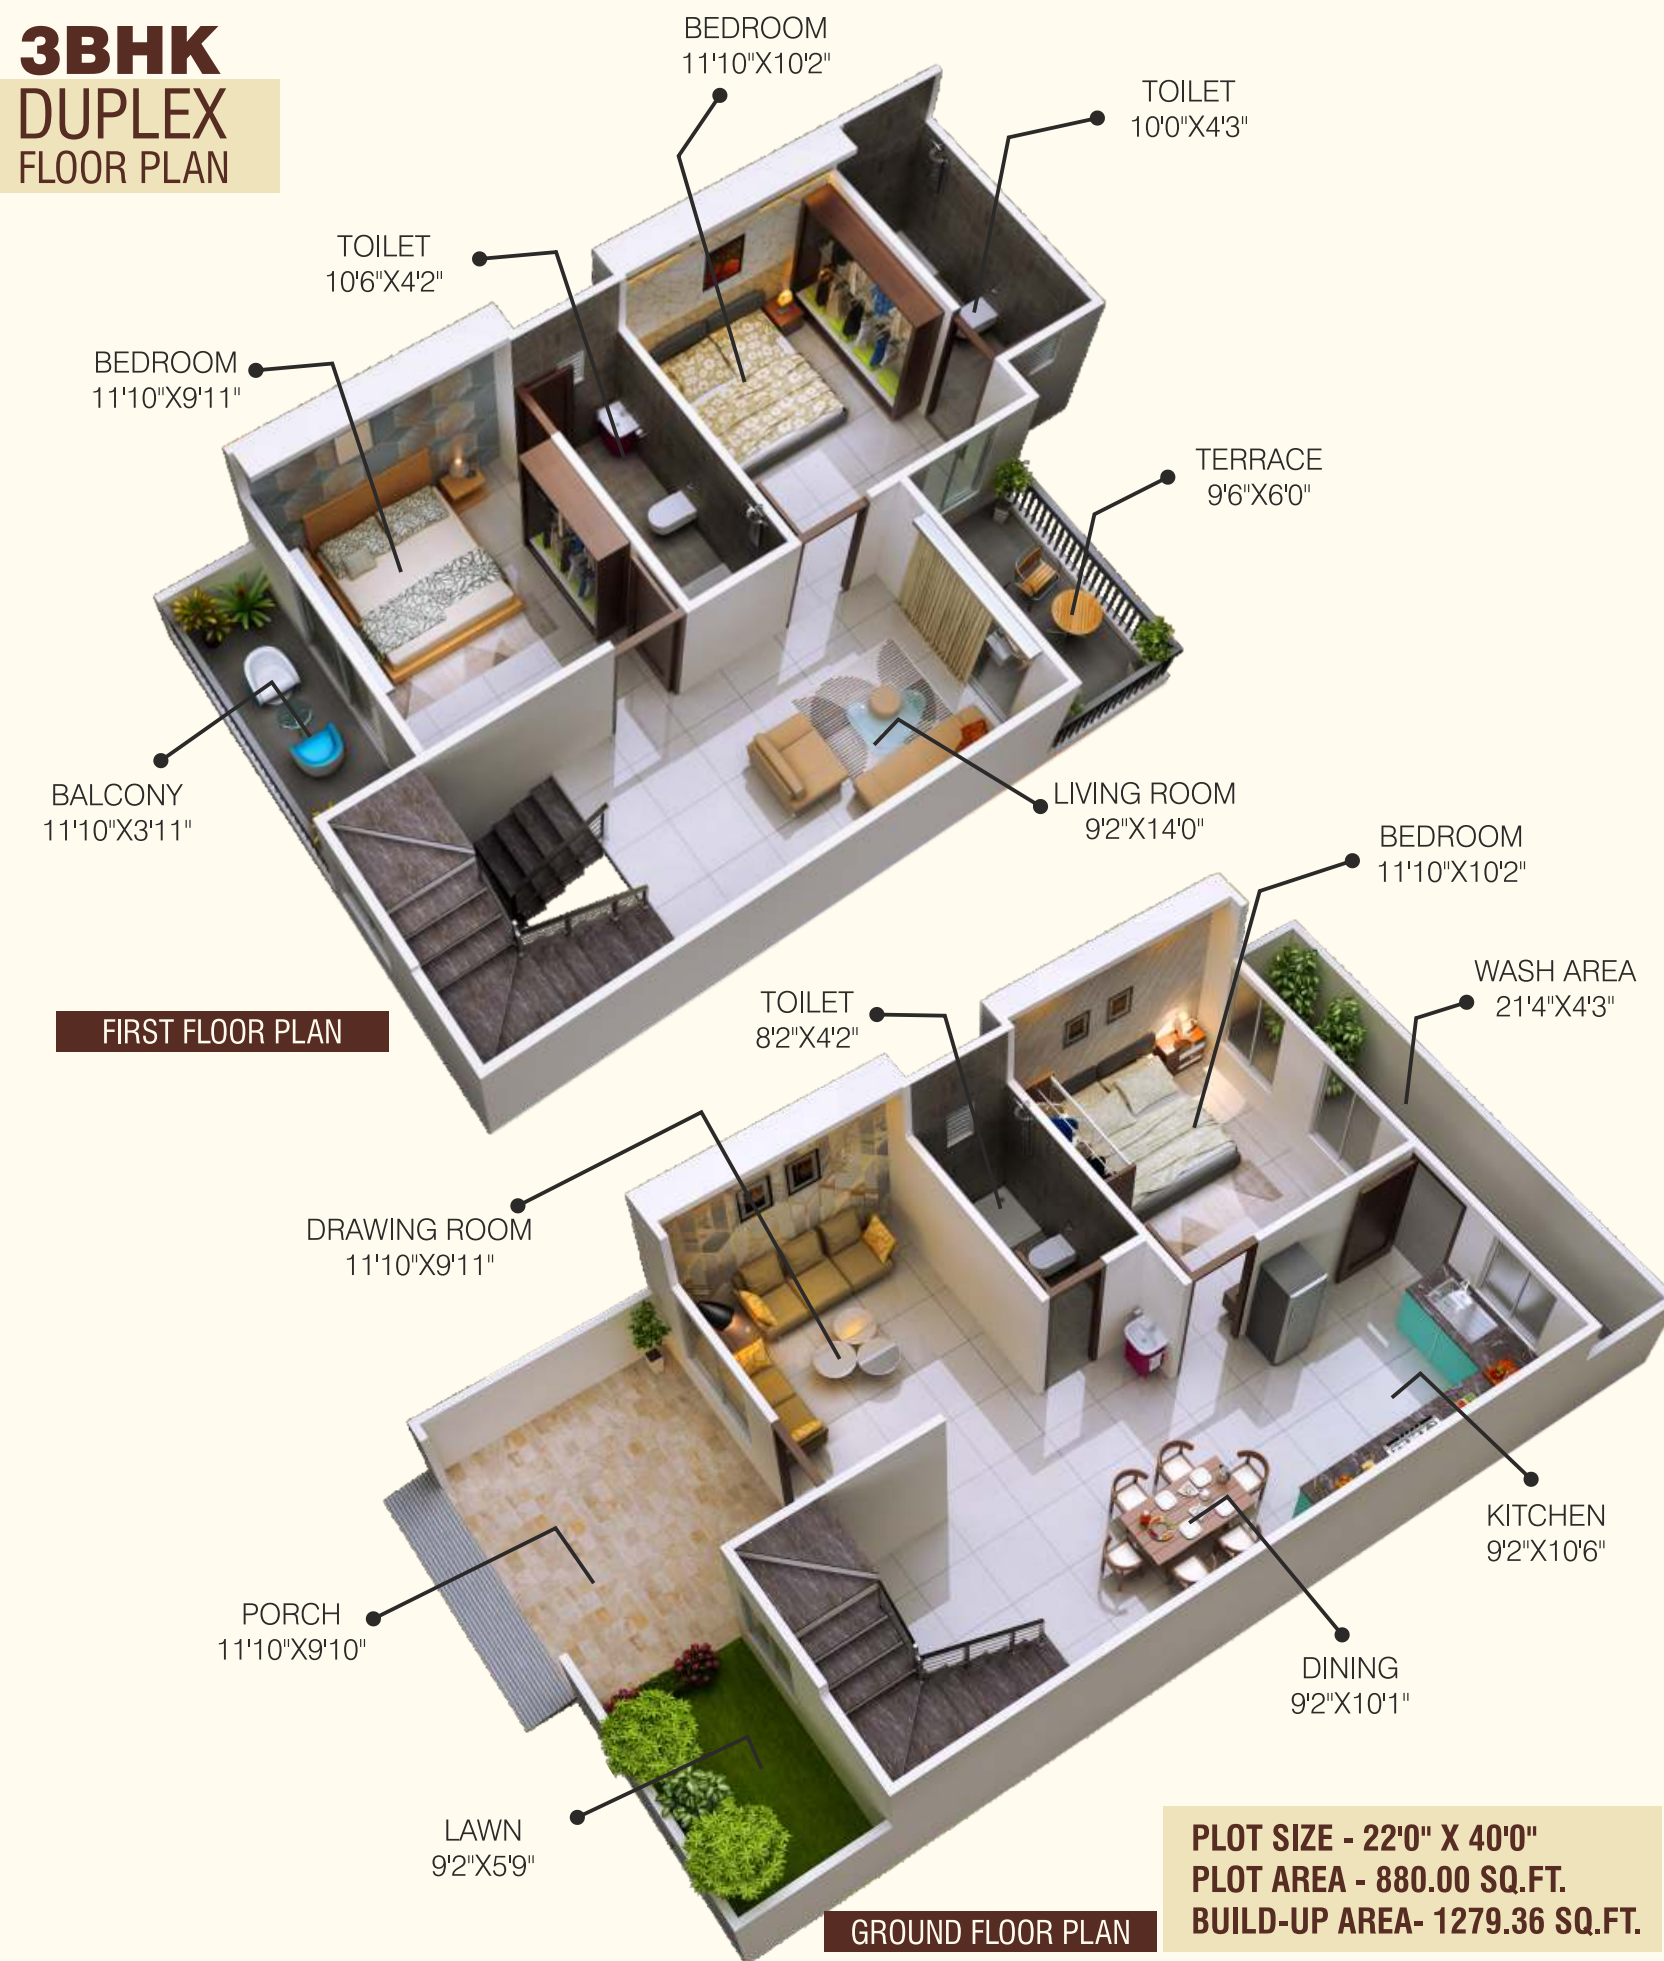 3BHK
DUPLEX
FLOOR PLAN
BEDROOM
11'10"X10'2"
TOILET
10'0"X4'3"
TOILET
10'6"X4'2"
BEDROOM
11'10"X9'11"
TERRACE
9'6"X6'0"
BALCONY
11'10"X3'11"
LIVING ROOM
9'2"X14'0"
FIRST FLOOR PLAN
BEDROOM
11'10"X10'2"
WASH AREA
21'4"X4'3"
TOILET
8'2"X4'2"
DRAWING ROOM
11'10"X9'11"
KITCHEN
9'2"X10'6"
PORCH
11'10"X9'10"
DINING
9'2"X10'1"
LAWN
9'2"X5'9"
GROUND FLOOR PLAN
PLOT SIZE - 22'0" X 40'0"
PLOT AREA - 880.00 SQ.FT.
BUILD-UP AREA- 1279.36 SQ.FT.